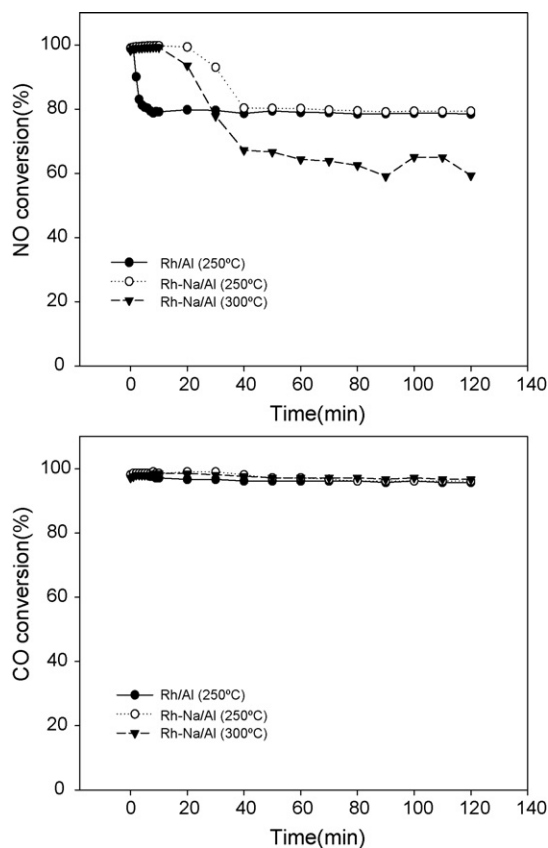 NO conversion(%)
100
80
60
40
20
0
Rh/Al (250ºC)
Rh-Na/Al (250ºC)
Rh-Na/Al (300ºC)
0 20 40 60 80 100 120 140
Time(min)
CO conversion(%)
100
80
60
40
20
0
Rh/Al (250ºC)
Rh-Na/Al (250ºC)
Rh-Na/Al (300ºC)
0 20 40 60 80 100 120 140
Time(min)